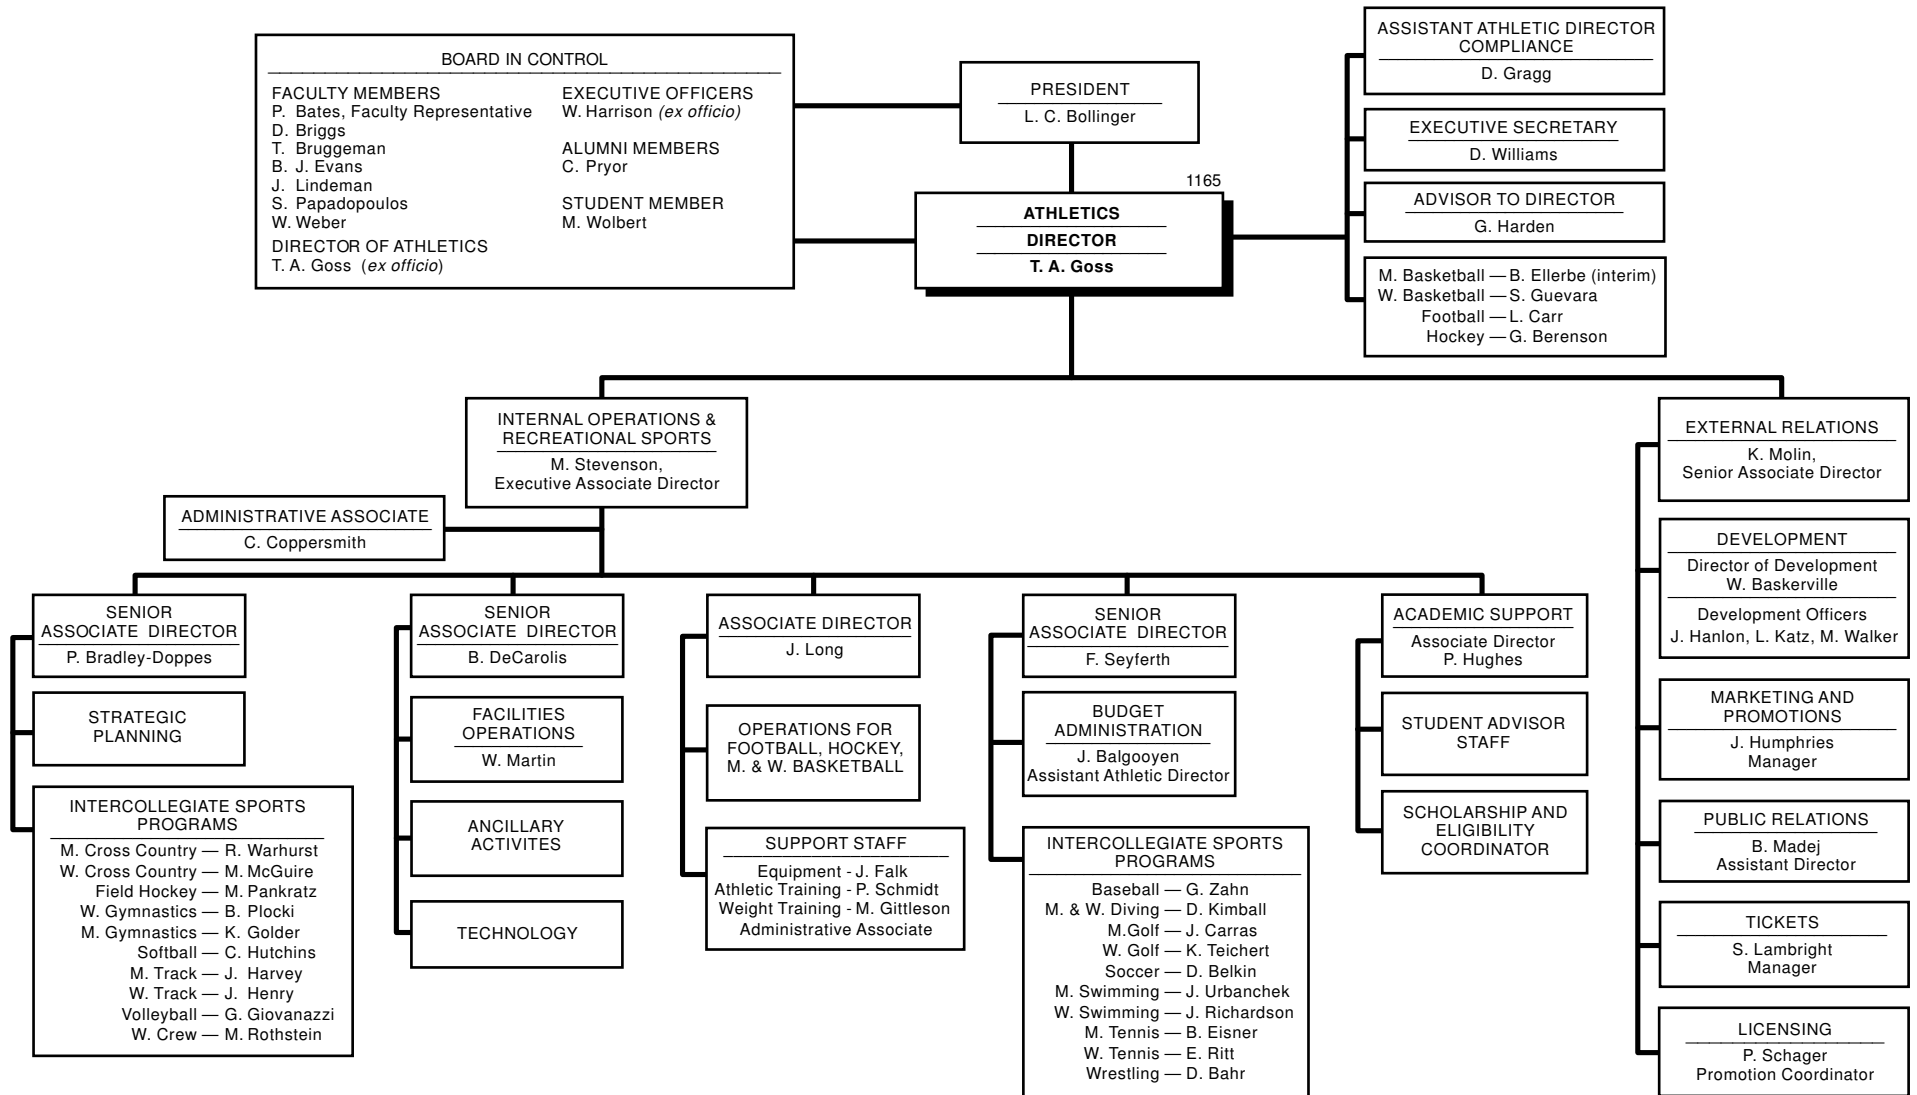 BOARD IN CONTROL
FACULTY MEMBERS
P. Bates, Faculty Representative
D. Briggs
T. Bruggeman
B. J. Evans
J. Lindeman
S. Papadopoulos
W. Weber
DIRECTOR OF ATHLETICS
T. A. Goss (ex officio)
EXECUTIVE OFFICERS
W. Harrison (ex officio)
ALUMNI MEMBERS
C. Pryor
STUDENT MEMBER
M. Wolbert
PRESIDENT
L. C. Bollinger
1165
ATHLETICS
DIRECTOR
T. A. Goss
ASSISTANT ATHLETIC DIRECTOR
COMPLIANCE
D. Gragg
EXECUTIVE SECRETARY
D. Williams
ADVISOR TO DIRECTOR
G. Harden
M. Basketball — B. Ellerbe (interim)
W. Basketball — S. Guevara
Football — L. Carr
Hockey — G. Berenson
INTERNAL OPERATIONS &
RECREATIONAL SPORTS
M. Stevenson,
Executive Associate Director
ADMINISTRATIVE ASSOCIATE
C. Coppersmith
SENIOR
ASSOCIATE DIRECTOR
P. Bradley-Doppes
STRATEGIC
PLANNING
INTERCOLLEGIATE SPORTS
PROGRAMS
M. Cross Country — R. Warhurst
W. Cross Country — M. McGuire
Field Hockey — M. Pankratz
W. Gymnastics — B. Plocki
M. Gymnastics — K. Golder
Softball — C. Hutchins
M. Track — J. Harvey
W. Track — J. Henry
Volleyball — G. Giovanazzi
W. Crew — M. Rothstein
SENIOR
ASSOCIATE DIRECTOR
B. DeCarolis
FACILITIES
OPERATIONS
W. Martin
ANCILLARY
ACTIVITES
TECHNOLOGY
ASSOCIATE DIRECTOR
J. Long
OPERATIONS FOR
FOOTBALL, HOCKEY,
M. & W. BASKETBALL
SUPPORT STAFF
Equipment - J. Falk
Athletic Training - P. Schmidt
Weight Training - M. Gittleson
Administrative Associate
SENIOR
ASSOCIATE DIRECTOR
F. Seyferth
BUDGET
ADMINISTRATION
J. Balgooyen
Assistant Athletic Director
INTERCOLLEGIATE SPORTS
PROGRAMS
Baseball — G. Zahn
M. & W. Diving — D. Kimball
M.Golf — J. Carras
W. Golf — K. Teichert
Soccer — D. Belkin
M. Swimming — J. Urbanchek
W. Swimming — J. Richardson
M. Tennis — B. Eisner
W. Tennis — E. Ritt
Wrestling — D. Bahr
ACADEMIC SUPPORT
Associate Director
P. Hughes
STUDENT ADVISOR
STAFF
SCHOLARSHIP AND
ELIGIBILITY
COORDINATOR
EXTERNAL RELATIONS
K. Molin,
Senior Associate Director
DEVELOPMENT
Director of Development
W. Baskerville
Development Officers
J. Hanlon, L. Katz, M. Walker
MARKETING AND
PROMOTIONS
J. Humphries
Manager
PUBLIC RELATIONS
B. Madej
Assistant Director
TICKETS
S. Lambright
Manager
LICENSING
P. Schager
Promotion Coordinator